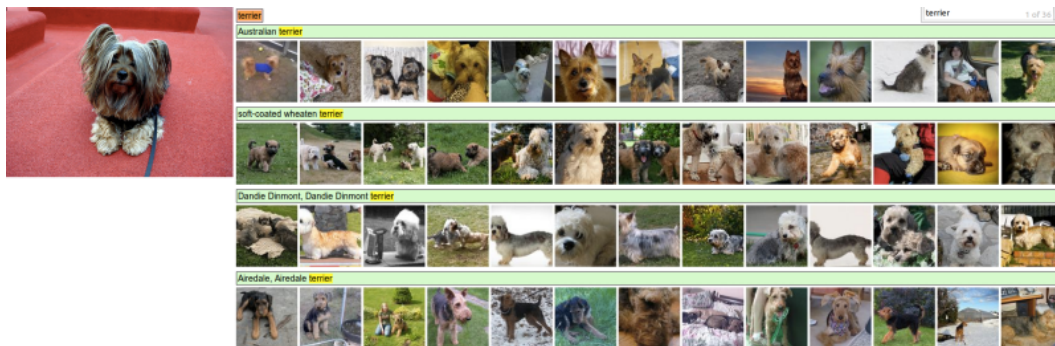 terrier
terrier 1 of 36
Australian terrier
soft-coated wheaten terrier
Dandie Dinmont, Dandie Dinmont terrier
Airedale, Airedale terrier